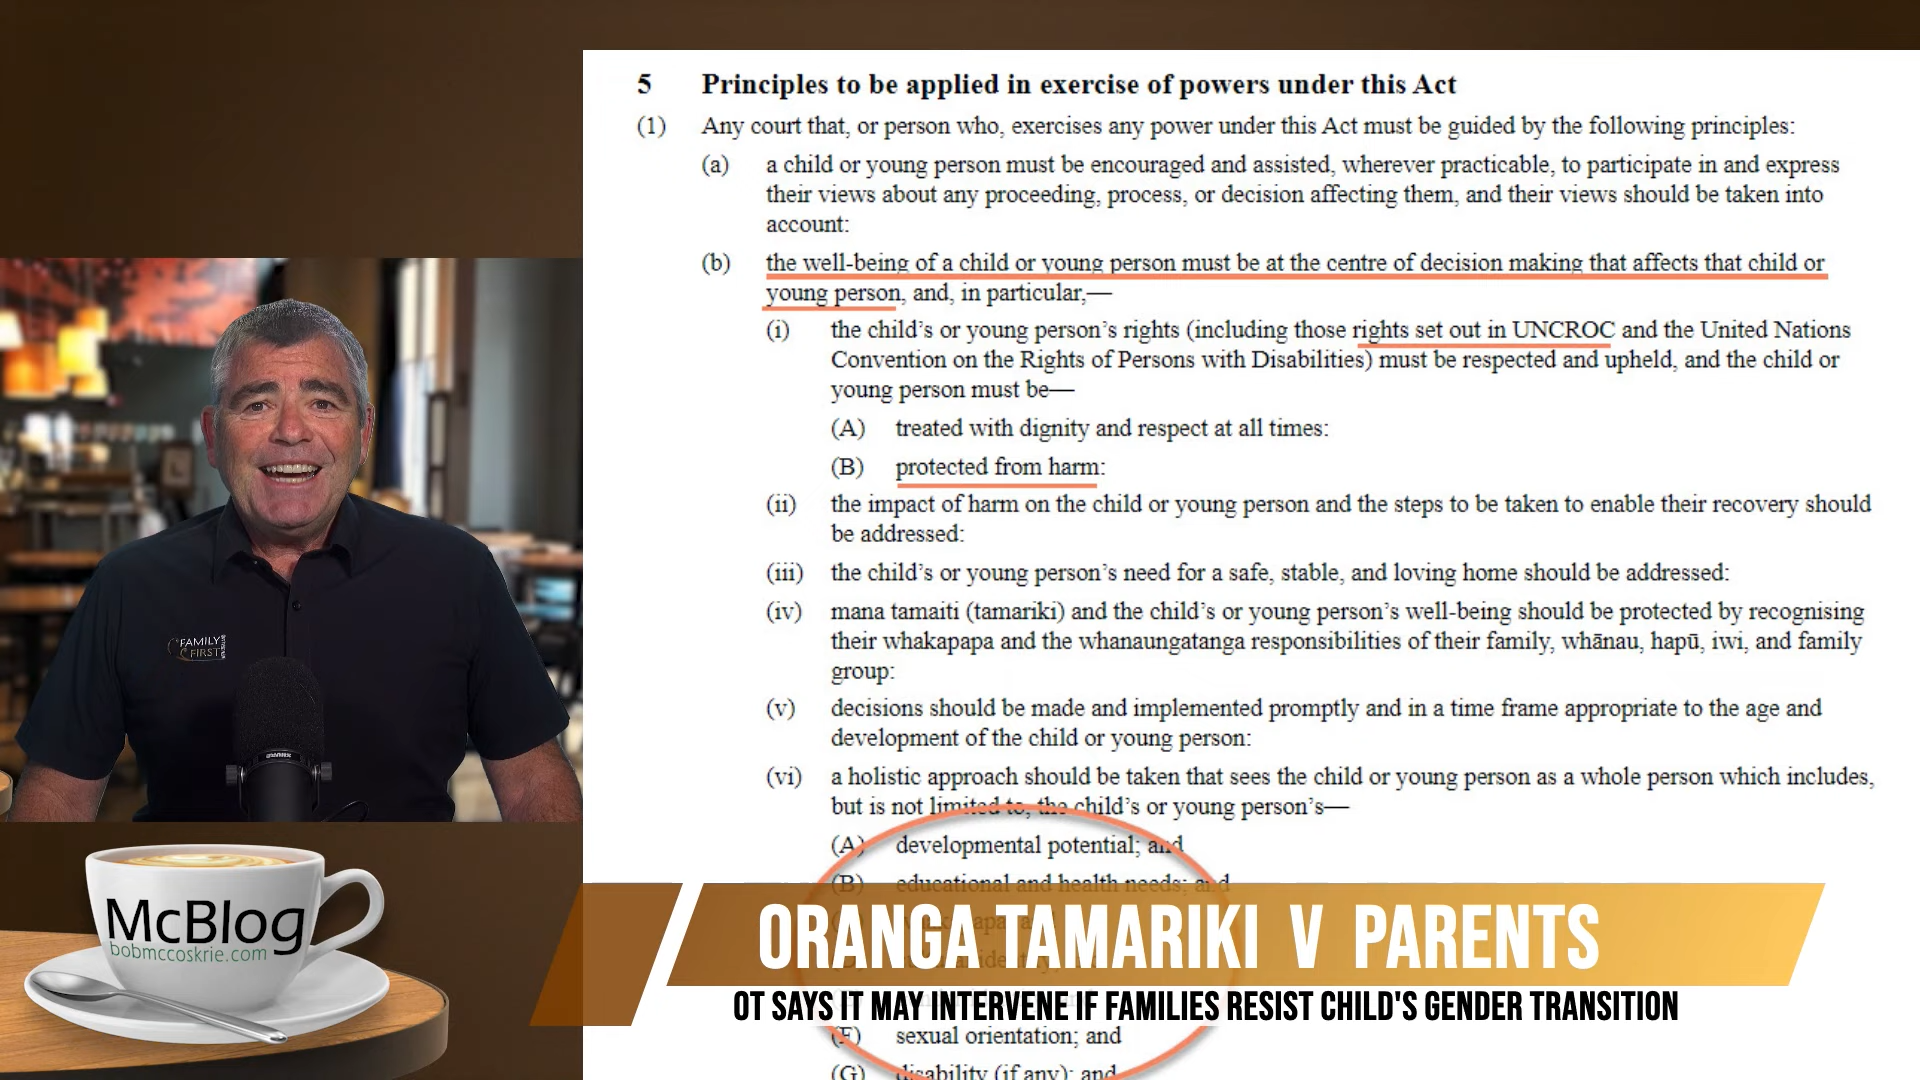 5 Principles to be applied in exercise of powers under this Act
(1) Any court that, or person who, exercises any power under this Act must be guided by the following principles:
(a) a child or young person must be encouraged and assisted, wherever practicable, to participate in and express
their views about any proceeding, process, or decision affecting them, and their views should be taken into
account:
(b) the well-being of a child or young person must be at the centre of decision making that affects that child or
young person, and, in particular,—
(i) the child's or young person's rights (including those rights set out in UNCROC and the United Nations
Convention on the Rights of Persons with Disabilities) must be respected and upheld, and the child or
young person must be—
(A) treated with dignity and respect at all times:
(B) protected from harm:
(ii) the impact of harm on the child or young person and the steps to be taken to enable their recovery should
be addressed:
(iii) the child's or young person's need for a safe, stable, and loving home should be addressed:
(iv) mana tamaiti (tamariki) and the child's or young person's well-being should be protected by recognising
their whakapapa and the whanaungatanga responsibilities of their family, whānau, hapū, iwi, and family
group:
(v) decisions should be made and implemented promptly and in a time frame appropriate to the age and
development of the child or young person:
(vi) a holistic approach should be taken that sees the child or young person as a whole person which includes,
but is not limited to, the child's or young person's—
(A) developmental potential; and
(B) educational and health needs; and
(F) sexual orientation; and
(G) disability (if any); and
FAMILY
FIRST
McBlog
bobmccoskrie.com
ORANGA TAMARIKI V PARENTS
OT SAYS IT MAY INTERVENE IF FAMILIES RESIST CHILD'S GENDER TRANSITION